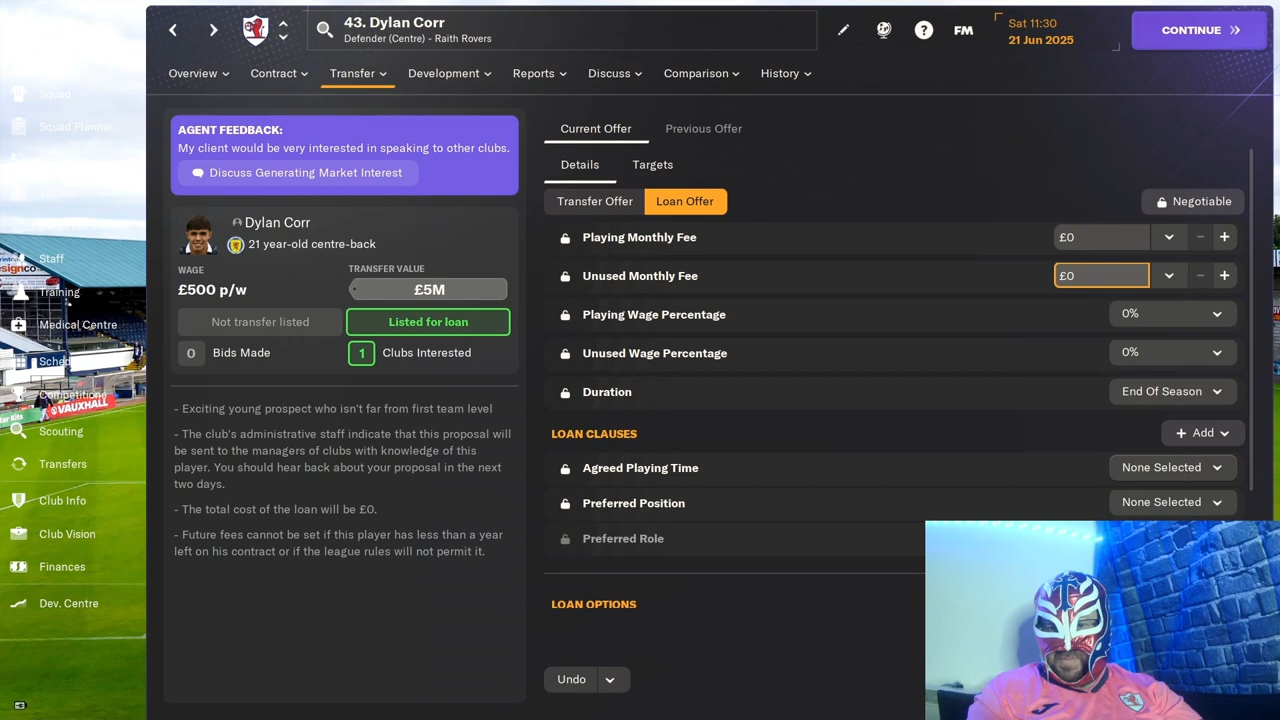 43. Dylan Corr
Defender (Centre) - Raith Rovers
FM
Sat 11:30
21 Jun 2025
CONTINUE
Overview
Contract
Transfer
Development
Reports
Discuss
Comparison
History
Squad
Squad Planner
Staff
Training
Medical Centre
Sched
Competitions
VAUXHALL
Scouting
Transfers
Club Info
Club Vision
Finances
Dev. Centre
AGENT FEEDBACK:
My client would be very interested in speaking to other clubs.
Discuss Generating Market Interest
Dylan Corr
21 year-old centre-back
WAGE
TRANSFER VALUE
£500 p/w
£5M
Not transfer listed
Listed for loan
0 Bids Made
1 Clubs Interested
- Exciting young prospect who isn't far from first team level
- The club's administrative staff indicate that this proposal will
be sent to the managers of clubs with knowledge of this
player. You should hear back about your proposal in the next
two days.
- The total cost of the loan will be £0.
- Future fees cannot be set if this player has less than a year
left on his contract or if the league rules will not permit it.
Current Offer
Previous Offer
Details
Targets
Transfer Offer
Loan Offer
Negotiable
Playing Monthly Fee £0
Unused Monthly Fee £0
Playing Wage Percentage 0%
Unused Wage Percentage 0%
Duration End Of Season
LOAN CLAUSES
Add
Agreed Playing Time None Selected
Preferred Position None Selected
Preferred Role
LOAN OPTIONS
Undo